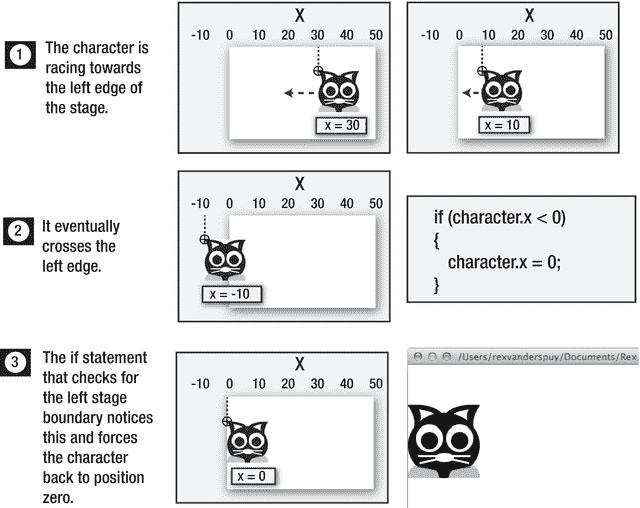 1
The character is
racing towards
the left edge of
the stage.
X
-10 0 10 20 30 40 50
x = 30
X
-10 0 10 20 30 40 50
x = 10
2
It eventually
crosses the
left edge.
X
-10 0 10 20 30 40 50
x = -10
if (character.x < 0)
{
character.x = 0;
}
3
The if statement
that checks for
the left stage
boundary notices
this and forces
the character
back to position
zero.
X
-10 0 10 20 30 40 50
x = 0
/Users/rexvanderspuy/Documents/Rex